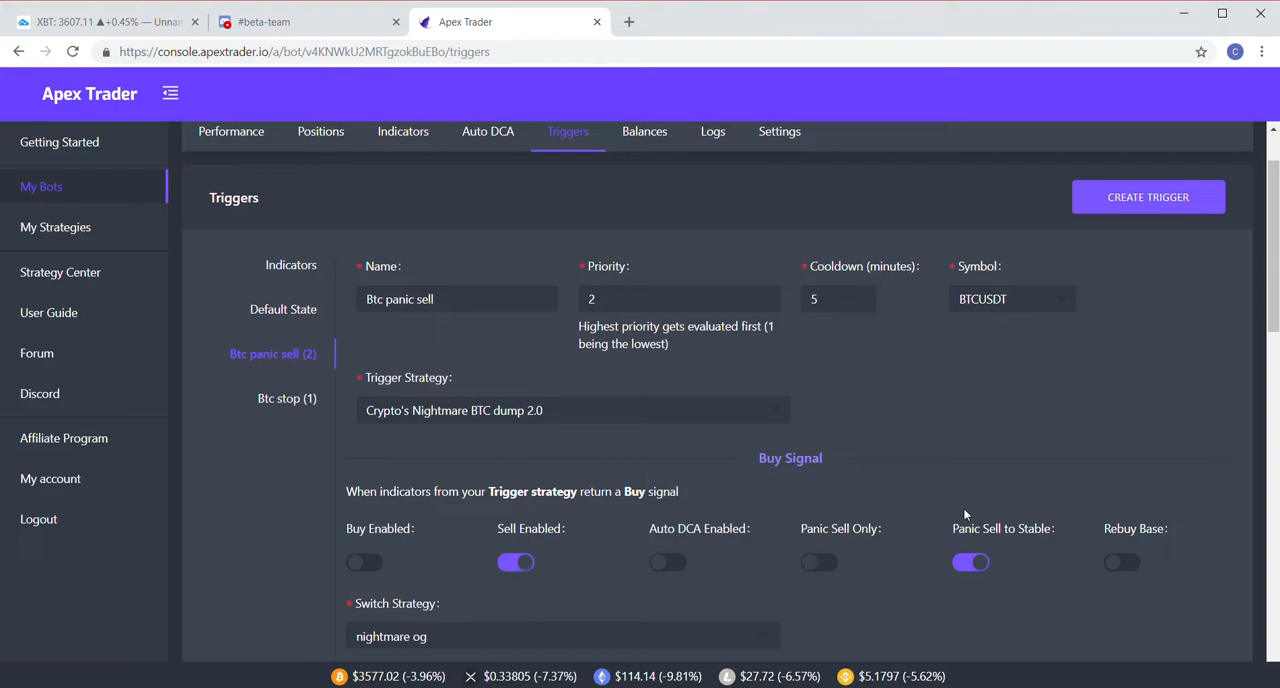 XBT: 3607.11 ▲+0.45% — Unnan
#beta-team
Apex Trader
https://console.apextrader.io/a/bot/v4KNWkU2MRTgzokBuEBo/triggers
C
Apex Trader
Getting Started
My Bots
My Strategies
Strategy Center
User Guide
Forum
Discord
Affiliate Program
My account
Logout
Performance Positions Indicators Auto DCA Triggers Balances Logs Settings
Triggers
CREATE TRIGGER
Indicators
Default State
Btc panic sell (2)
Btc stop (1)
* Name: * Priority: * Cooldown (minutes): * Symbol:
Btc panic sell 2 5 BTCUSDT
Highest priority gets evaluated first (1
being the lowest)
* Trigger Strategy:
Crypto's Nightmare BTC dump 2.0
Buy Signal
When indicators from your Trigger strategy return a Buy signal
Buy Enabled: Sell Enabled: Auto DCA Enabled: Panic Sell Only: Panic Sell to Stable: Rebuy Base:
* Switch Strategy:
nightmare og
$3577.02 (-3.96%) $0.33805 (-7.37%) $114.14 (-9.81%) $27.72 (-6.57%) $5.1797 (-5.62%)